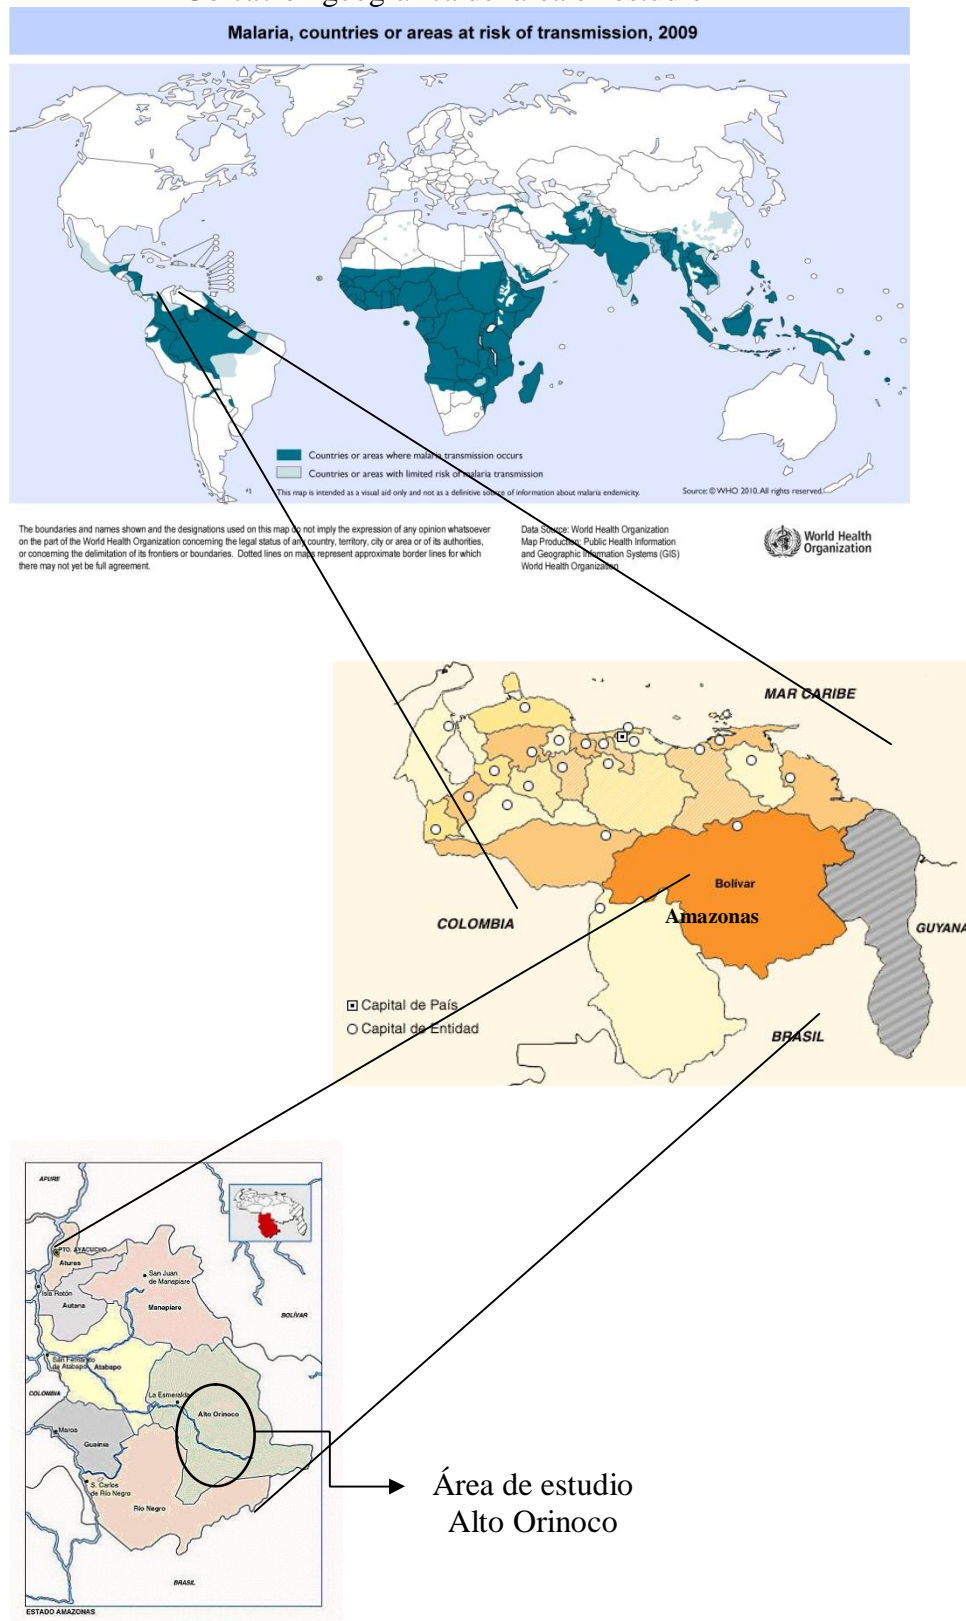 Malaria, countries or areas at risk of transmission, 2009
Countries or areas where malaria transmission occurs
Countries or areas with limited risk of malaria transmission
This map is intended as a visual aid only and not as a definitive source of information about malaria endemicity.
Source: © WHO 2010. All rights reserved.
The boundaries and names shown and the designations used on this map do not imply the expression of any opinion whatsoever
on the part of the World Health Organization concerning the legal status of any country, territory, city or area or of its authorities,
or concerning the delimitation of its frontiers or boundaries. Dotted lines on maps represent approximate border lines for which
there may not yet be full agreement.
Data Source: World Health Organization
Map Production: Public Health Information
and Geographic Information Systems (GIS)
World Health Organization
World Health
Organization
MAR CARIBE
Bolívar
Amazonas
COLOMBIA
GUYANA
Capital de País
Capital de Entidad
BRASIL
APURE
PTO. AYACUCHO
Atures
San Juan
de Manapiare
Isla Ratón
Autana
Manapiare
BOLÍVAR
San Fernando
de Atabapo
Atabapo
COLOMBIA
La Esmeralda
Alto Orinoco
Maroa
Guainía
S. Carlos
de Río Negro
Río Negro
BRASIL
ESTADO AMAZONAS
Área de estudio
Alto Orinoco